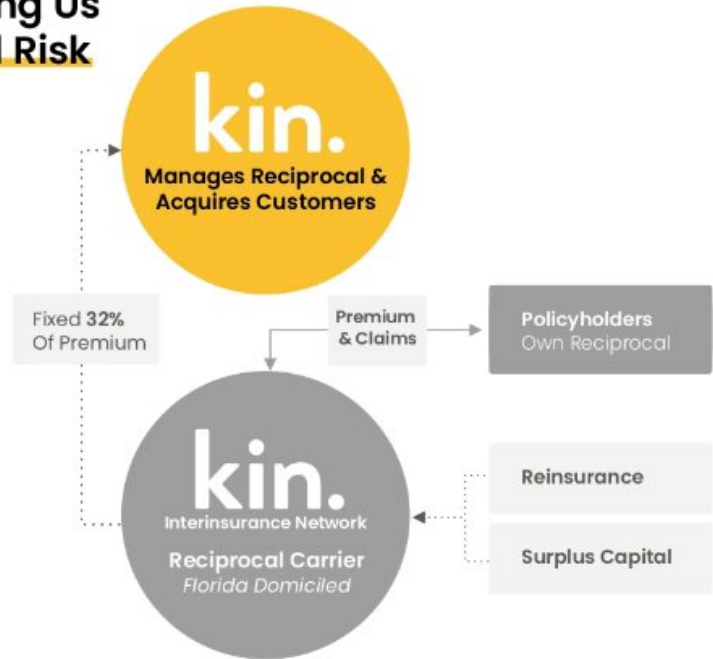 Us
Risk
kin.
Manages Reciprocal &
Acquires Customers
Fixed 32%
Of Premium
Premium
& Claims
Policyholders
Own Reciprocal
kin.
Interinsurance Network
Reciprocal Carrier
Florida Domiciled
Reinsurance
Surplus Capital